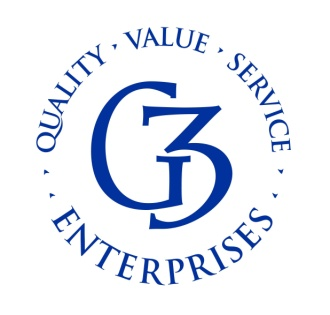 QUALITY , VALUE , SERVICE
G3
ENTERPRISES